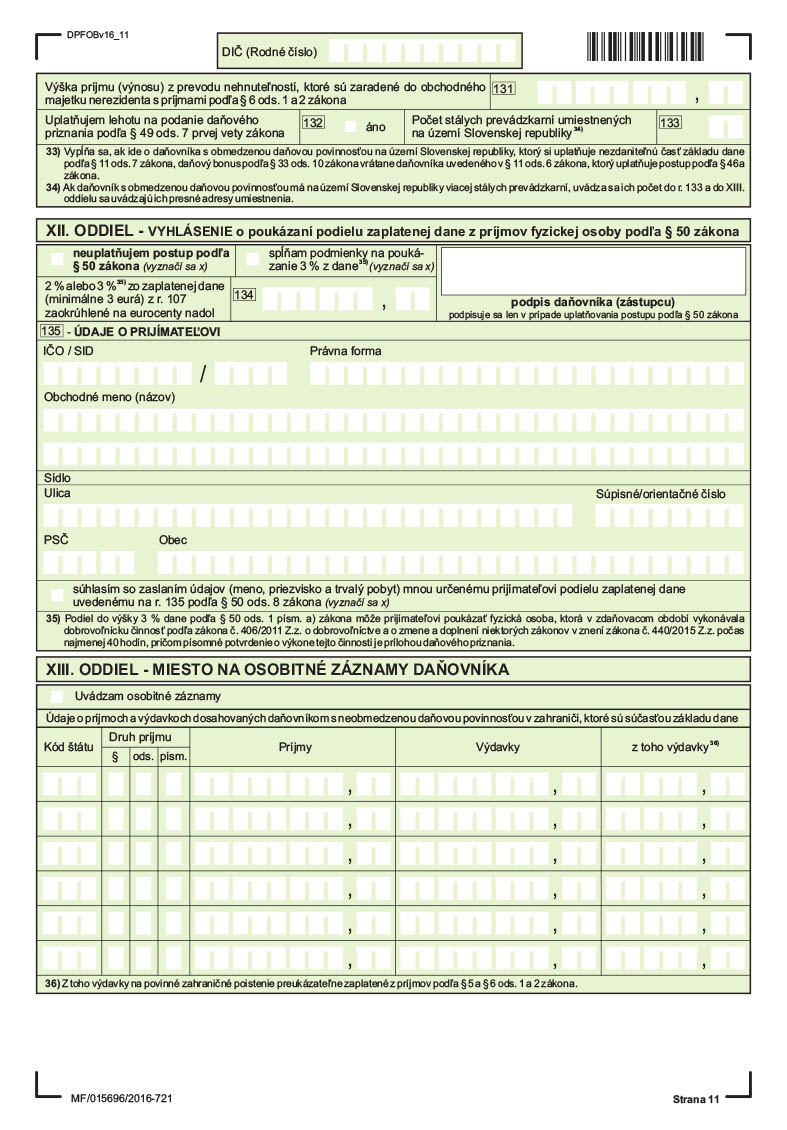 DPFOBv16_11
DIČ (Rodné číslo)
Výška príjmu (výnosu) z prevodu nehnuteľností, ktoré sú zaradené do obchodného
majetku nerezidenta s príjmami podľa § 6 ods. 1 a 2 zákona
131
,
Uplatňujem lehotu na podanie daňového
priznania podľa § 49 ods. 7 prvej vety zákona
132
áno
Počet stálych prevádzkarní umiestnených
na území Slovenskej republiky 34)
133
33) Vypĺňa sa, ak ide o daňovníka s obmedzenou daňovou povinnosťou na území Slovenskej republiky, ktorý si uplatňuje nezdaniteľnú časť základu dane
podľa § 11 ods. 7 zákona, daňový bonus podľa § 33 ods. 10 zákona vrátane daňovníka uvedeného v § 11 ods. 6 zákona, ktorý uplatňuje postup podľa § 46a
zákona.
34) Ak daňovník s obmedzenou daňovou povinnosťou má na území Slovenskej republiky viacej stálych prevádzkarní, uvádza sa ich počet do r. 133 a do XIII.
oddielu sa uvádzajú ich presné adresy umiestnenia.
XII. ODDIEL - VYHLÁSENIE o poukázaní podielu zaplatenej dane z príjmov fyzickej osoby podľa § 50 zákona
neuplatňujem postup podľa
§ 50 zákona (vyznačí sa x)
spĺňam podmienky na pouká-
zanie 3 % z dane 35) (vyznačí sa x)
2 % alebo 3 % 35) zo zaplatenej dane
(minimálne 3 eurá) z r. 107
zaokrúhlené na eurocenty nadol
134
,
podpis daňovníka (zástupcu)
podpisuje sa len v prípade uplatňovania postupu podľa § 50 zákona
135 - ÚDAJE O PRIJÍMATEĽOVI
IČO / SID
Právna forma
/
Obchodné meno (názov)
Sídlo
Ulica
Súpisné/orientačné číslo
PSČ
Obec
súhlasím so zaslaním údajov (meno, priezvisko a trvalý pobyt) mnou určenému prijímateľovi podielu zaplatenej dane
uvedenému na r. 135 podľa § 50 ods. 8 zákona (vyznačí sa x)
35) Podiel do výšky 3 % dane podľa § 50 ods. 1 písm. a) zákona môže prijímateľovi poukázať fyzická osoba, ktorá v zdaňovacom období vykonávala
dobrovoľnícku činnosť podľa zákona č. 406/2011 Z.z. o dobrovoľníctve a o zmene a doplnení niektorých zákonov v znení zákona č. 440/2015 Z.z. počas
najmenej 40 hodín, pričom písomné potvrdenie o výkone tejto činnosti je prílohou daňového priznania.
XIII. ODDIEL - MIESTO NA OSOBITNÉ ZÁZNAMY DAŇOVNÍKA
Uvádzam osobitné záznamy
Údaje o príjmoch a výdavkoch dosahovaných daňovníkom s neobmedzenou daňovou povinnosťou v zahraničí, ktoré sú súčasťou základu dane
Kód štátu
Druh príjmu
§ ods. písm.
Príjmy
Výdavky
z toho výdavky 36)
, , ,
, , ,
, , ,
, , ,
, , ,
, , ,
36) Z toho výdavky na povinné zahraničné poistenie preukázateľne zaplatené z príjmov podľa § 5 a § 6 ods. 1 a 2 zákona.
MF/015696/2016-721
Strana 11